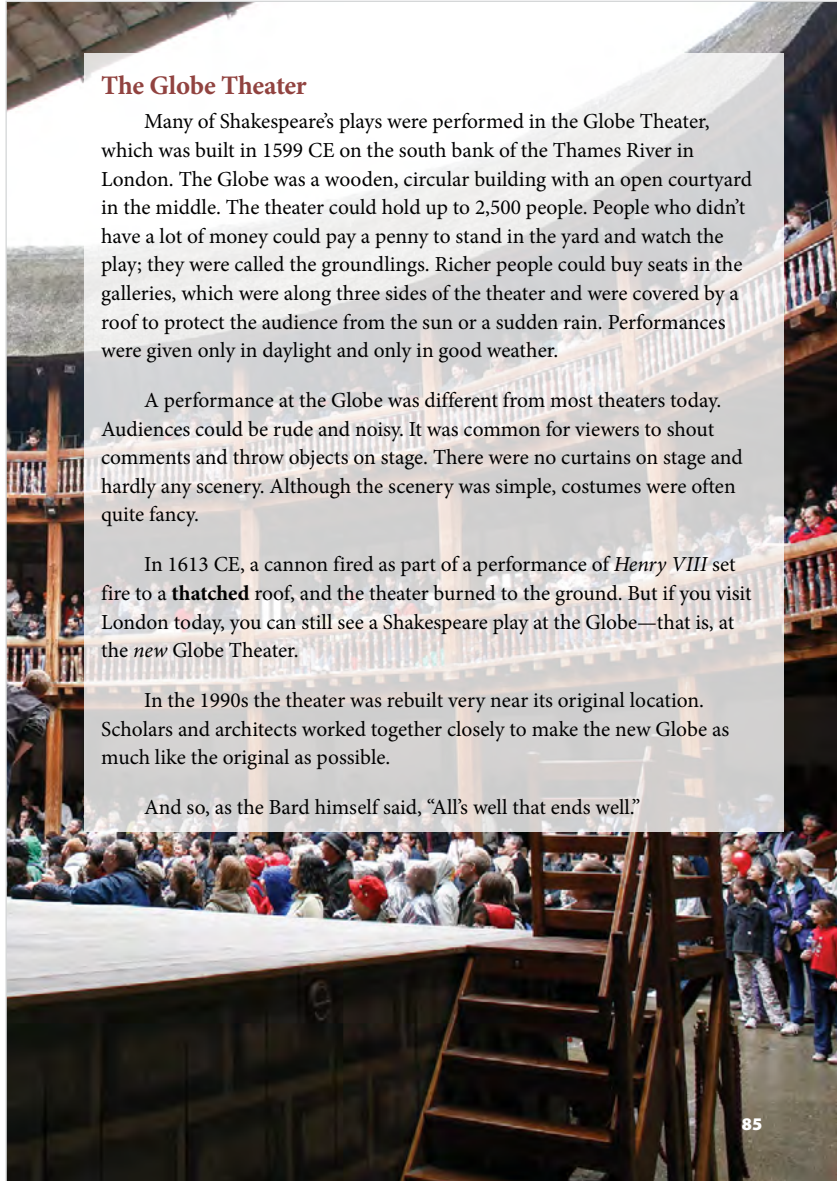 The Globe Theater
Many of Shakespeare's plays were performed in the Globe Theater,
which was built in 1599 CE on the south bank of the Thames River in
London. The Globe was a wooden, circular building with an open courtyard
in the middle. The theater could hold up to 2,500 people. People who didn't
have a lot of money could pay a penny to stand in the yard and watch the
play; they were called the groundlings. Richer people could buy seats in the
galleries, which were along three sides of the theater and were covered by a
roof to protect the audience from the sun or a sudden rain. Performances
were given only in daylight and only in good weather.
A performance at the Globe was different from most theaters today.
Audiences could be rude and noisy. It was common for viewers to shout
comments and throw objects on stage. There were no curtains on stage and
hardly any scenery. Although the scenery was simple, costumes were often
quite fancy.
In 1613 CE, a cannon fired as part of a performance of Henry VIII set
fire to a thatched roof, and the theater burned to the ground. But if you visit
London today, you can still see a Shakespeare play at the Globe—that is, at
the new Globe Theater.
In the 1990s the theater was rebuilt very near its original location.
Scholars and architects worked together closely to make the new Globe as
much like the original as possible.
And so, as the Bard himself said, “All's well that ends well.”
85